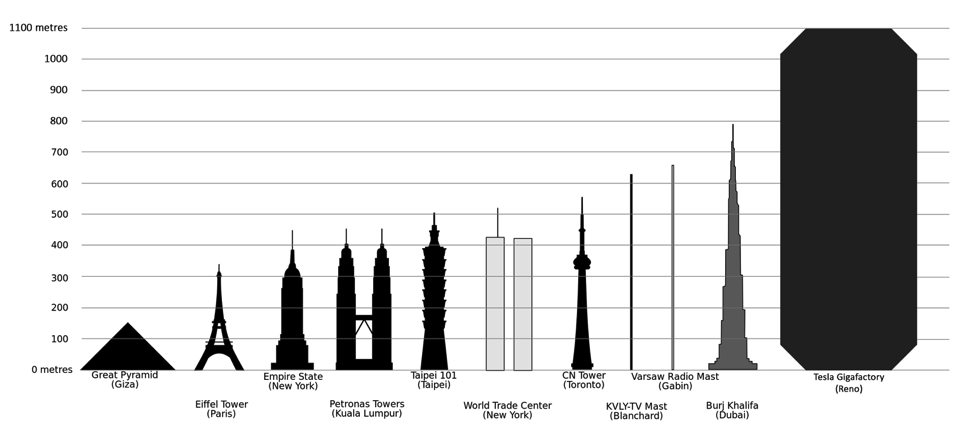 1100 metres
1000
900
800
700
600
500
400
300
200
100
0 metres
Great Pyramid
(Giza)
Eiffel Tower
(Paris)
Empire State
(New York)
Petronas Towers
(Kuala Lumpur)
Taipei 101
(Taipei)
World Trade Center
(New York)
CN Tower
(Toronto)
KVLY-TV Mast
(Blanchard)
Varsaw Radio Mast
(Gabin)
Burj Khalifa
(Dubai)
Tesla Gigafactory
(Reno)